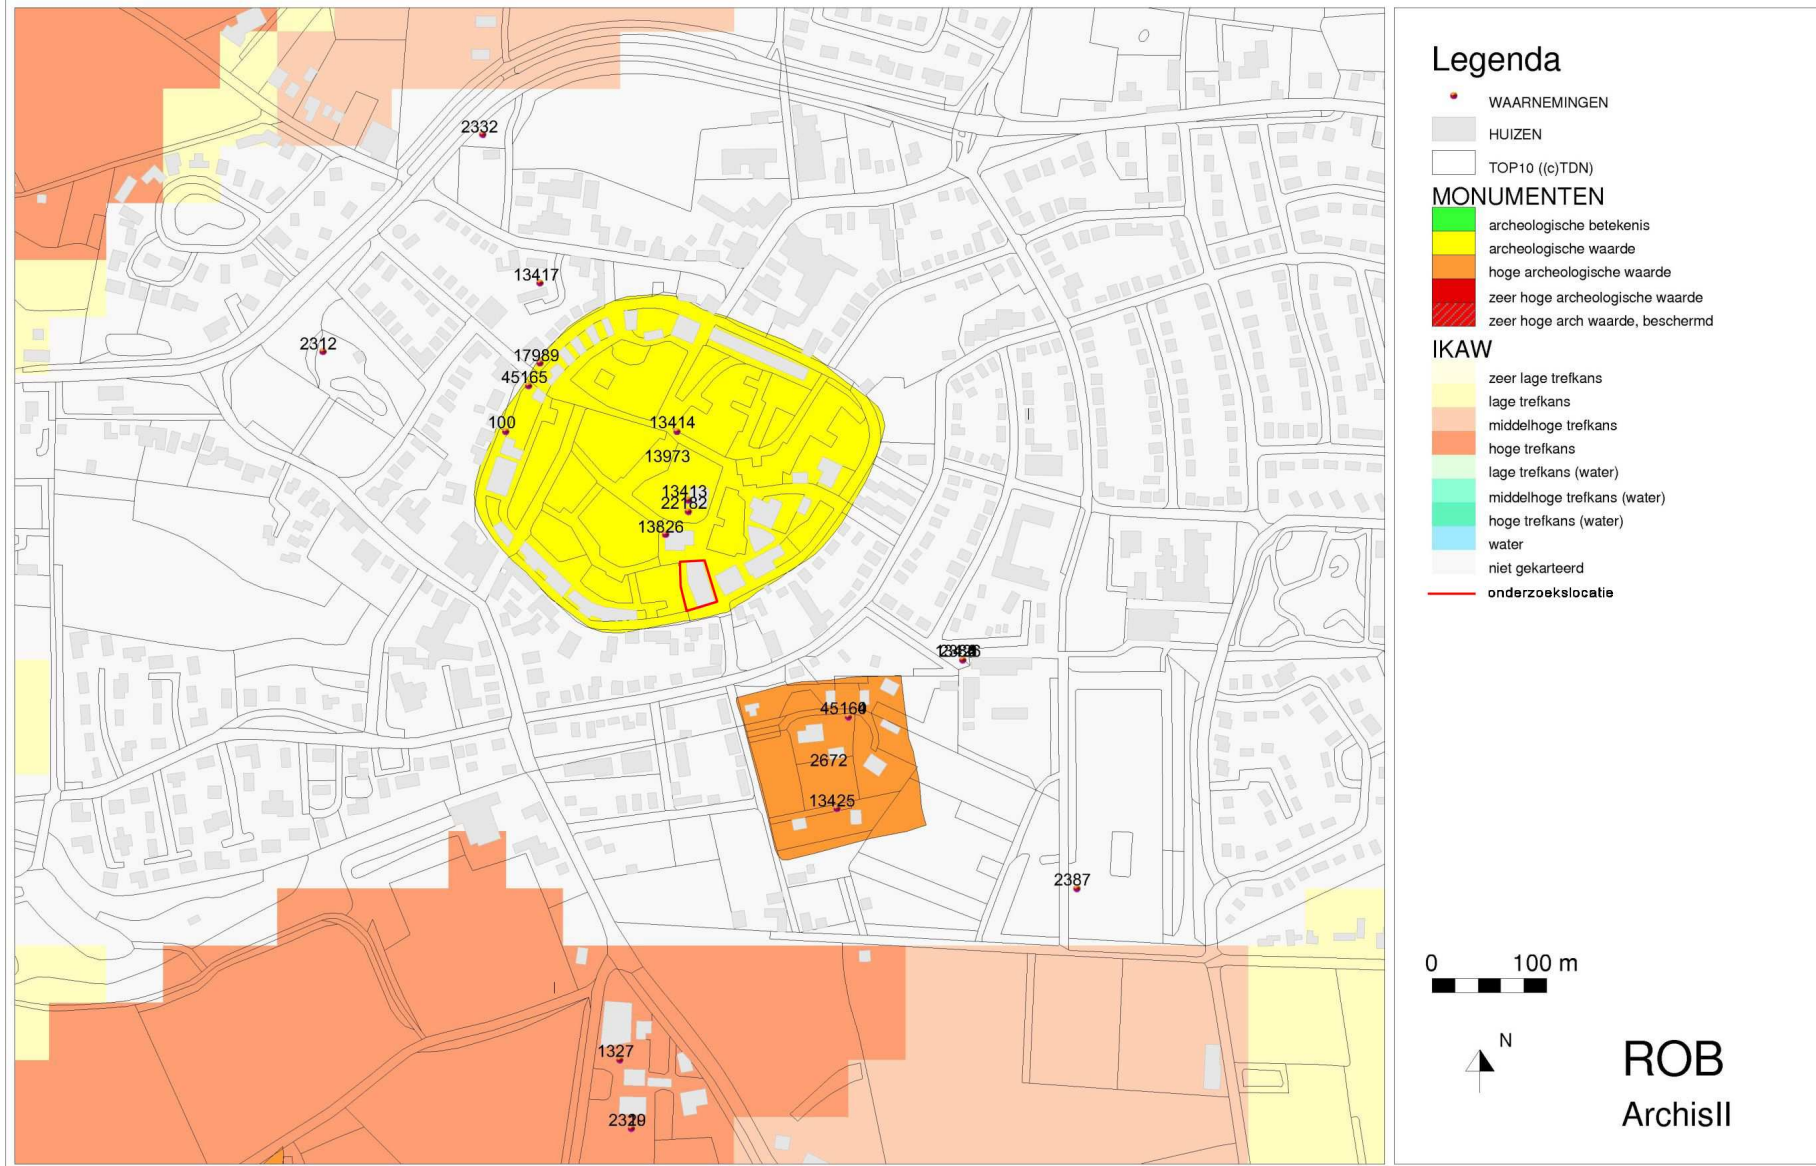 2332
13417
2312
17989
45165
100
13414
13973
13413
22182
13826
2672
13425
2387
1327
Legenda
WAARNEMINGEN
HUIZEN
TOP10 ((c)TDN)
MONUMENTEN
archeologische betekenis
archeologische waarde
hoge archeologische waarde
zeer hoge archeologische waarde
zeer hoge arch waarde, beschermd
IKAW
zeer lage trefkans
lage trefkans
middelhoge trefkans
hoge trefkans
lage trefkans (water)
middelhoge trefkans (water)
hoge trefkans (water)
water
niet gekarteerd
onderzoekslocatie
0 100 m
N
ROB
ArchisII